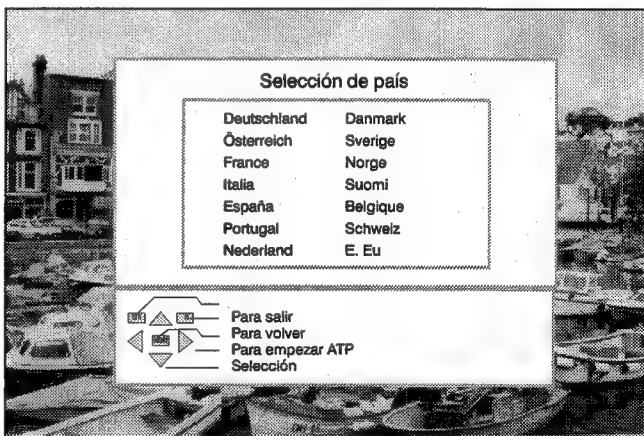 Selección de país
Deutschland Danmark
Österreich Sverige
France Norge
Italia Suomi
España Belgique
Portugal Schweiz
Nederland E. Eu
Para salir
Para volver
Para empezar ATP
Selección